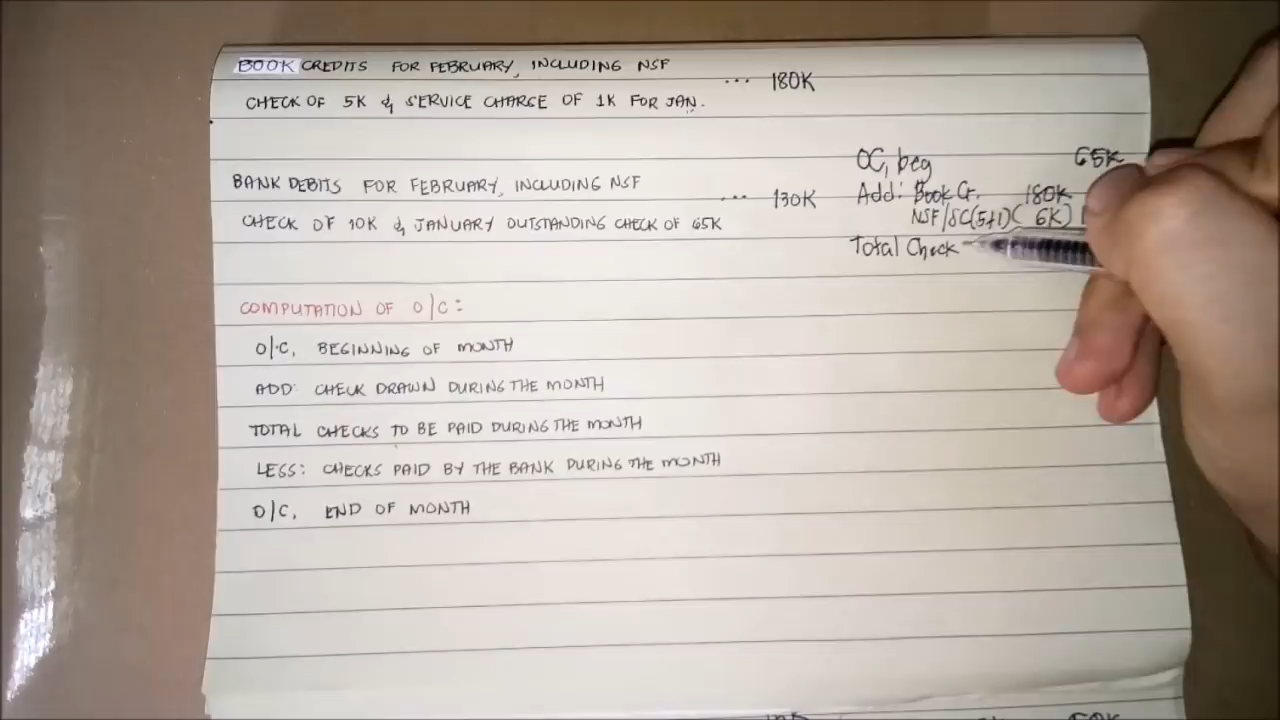 BOOK CREDITS FOR FEBRUARY, INCLUDING NSF
CHECK OF 5K & SERVICE CHARGE OF 1K FOR JAN.
... 180K
BANK DEBITS FOR FEBRUARY, INCLUDING NSF
CHECK OF 10K & JANUARY OUTSTANDING CHECK OF 65K
... 130K
OC, beg 65K
Add: Book Cr. 180K
NSF/SC(5+1) ( 6K)
Total Check
COMPUTATION OF O/C:
O/C, BEGINNING OF MONTH
ADD: CHECK DRAWN DURING THE MONTH
TOTAL CHECKS TO BE PAID DURING THE MONTH
LESS: CHECKS PAID BY THE BANK DURING THE MONTH
O/C, END OF MONTH